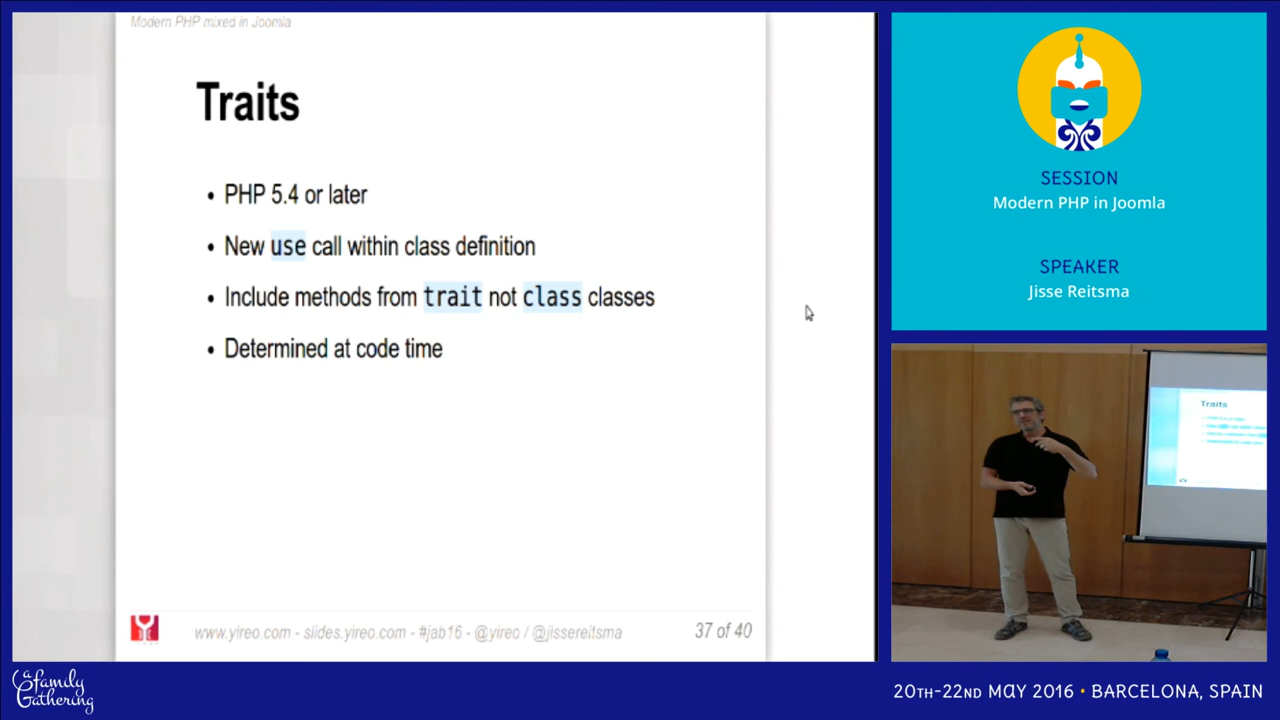 Modern PHP mixed in Joomla
Traits
• PHP 5.4 or later
• New use call within class definition
• Include methods from trait not class classes
• Determined at code time
www.yireo.com - slides.yireo.com - #jab16 - @yireo / @jissereitsma
37 of 40
SESSION
Modern PHP in Joomla
SPEAKER
Jisse Reitsma
Traits
a family
Gathering
20TH-22ND MAY 2016 • BARCELONA, SPAIN